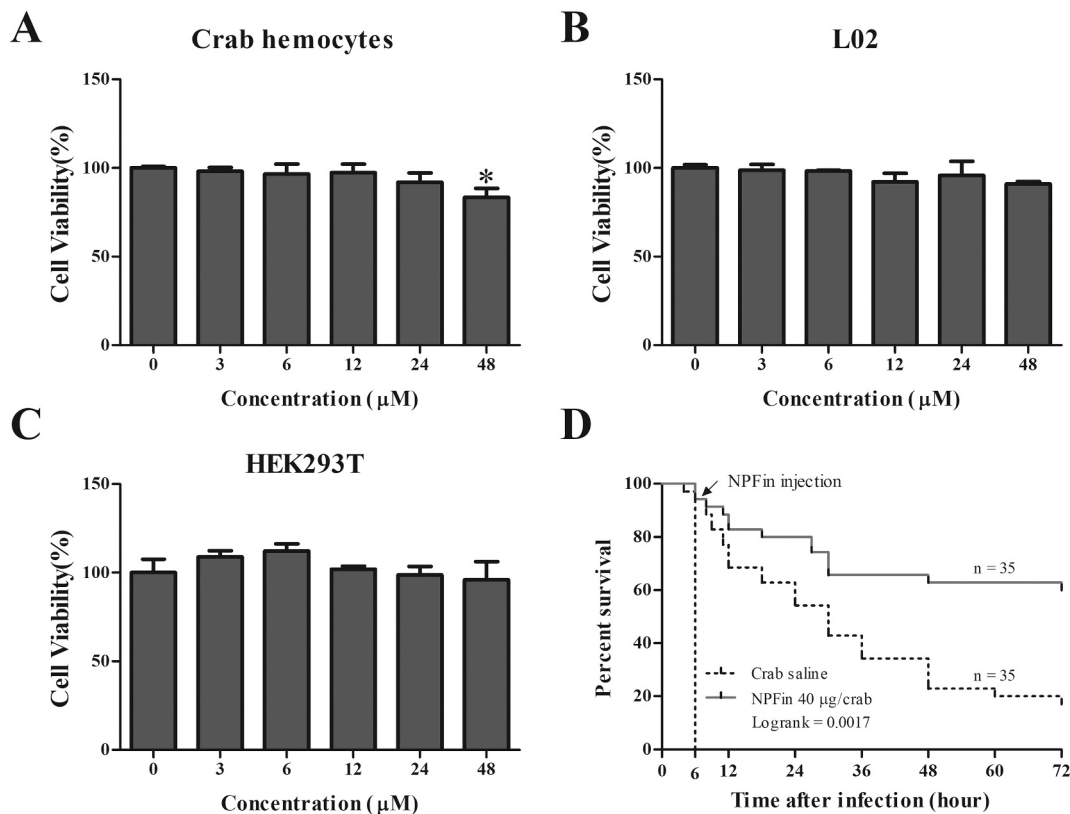 A
Crab hemocytes
150
100
50
0
Cell Viability(%)
*
0 3 6 12 24 48
Concentration ( μM)
B
L02
150
100
50
0
Cell Viability(%)
0 3 6 12 24 48
Concentration ( μM)
C
HEK293T
150
100
50
0
Cell Viability(%)
0 3 6 12 24 48
Concentration ( μM)
D
100
80
60
40
20
0
Percent survival
NPFin injection
n = 35
n = 35
Crab saline
NPFin 40 μg/crab
Logrank = 0.0017
0 6 12 24 36 48 60 72
Time after infection (hour)